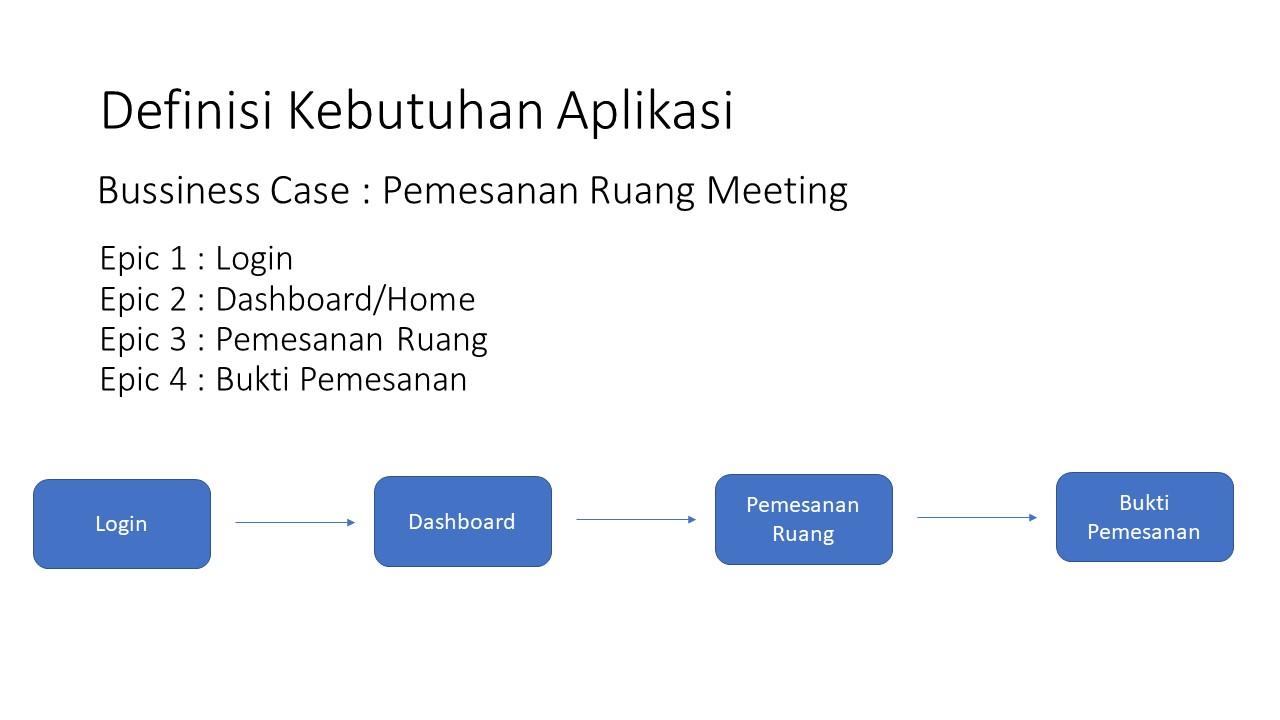 Definisi Kebutuhan Aplikasi
Bussiness Case : Pemesanan Ruang Meeting
Epic 1 : Login
Epic 2 : Dashboard/Home
Epic 3 : Pemesanan Ruang
Epic 4 : Bukti Pemesanan
Login
Dashboard
Pemesanan
Ruang
Bukti
Pemesanan